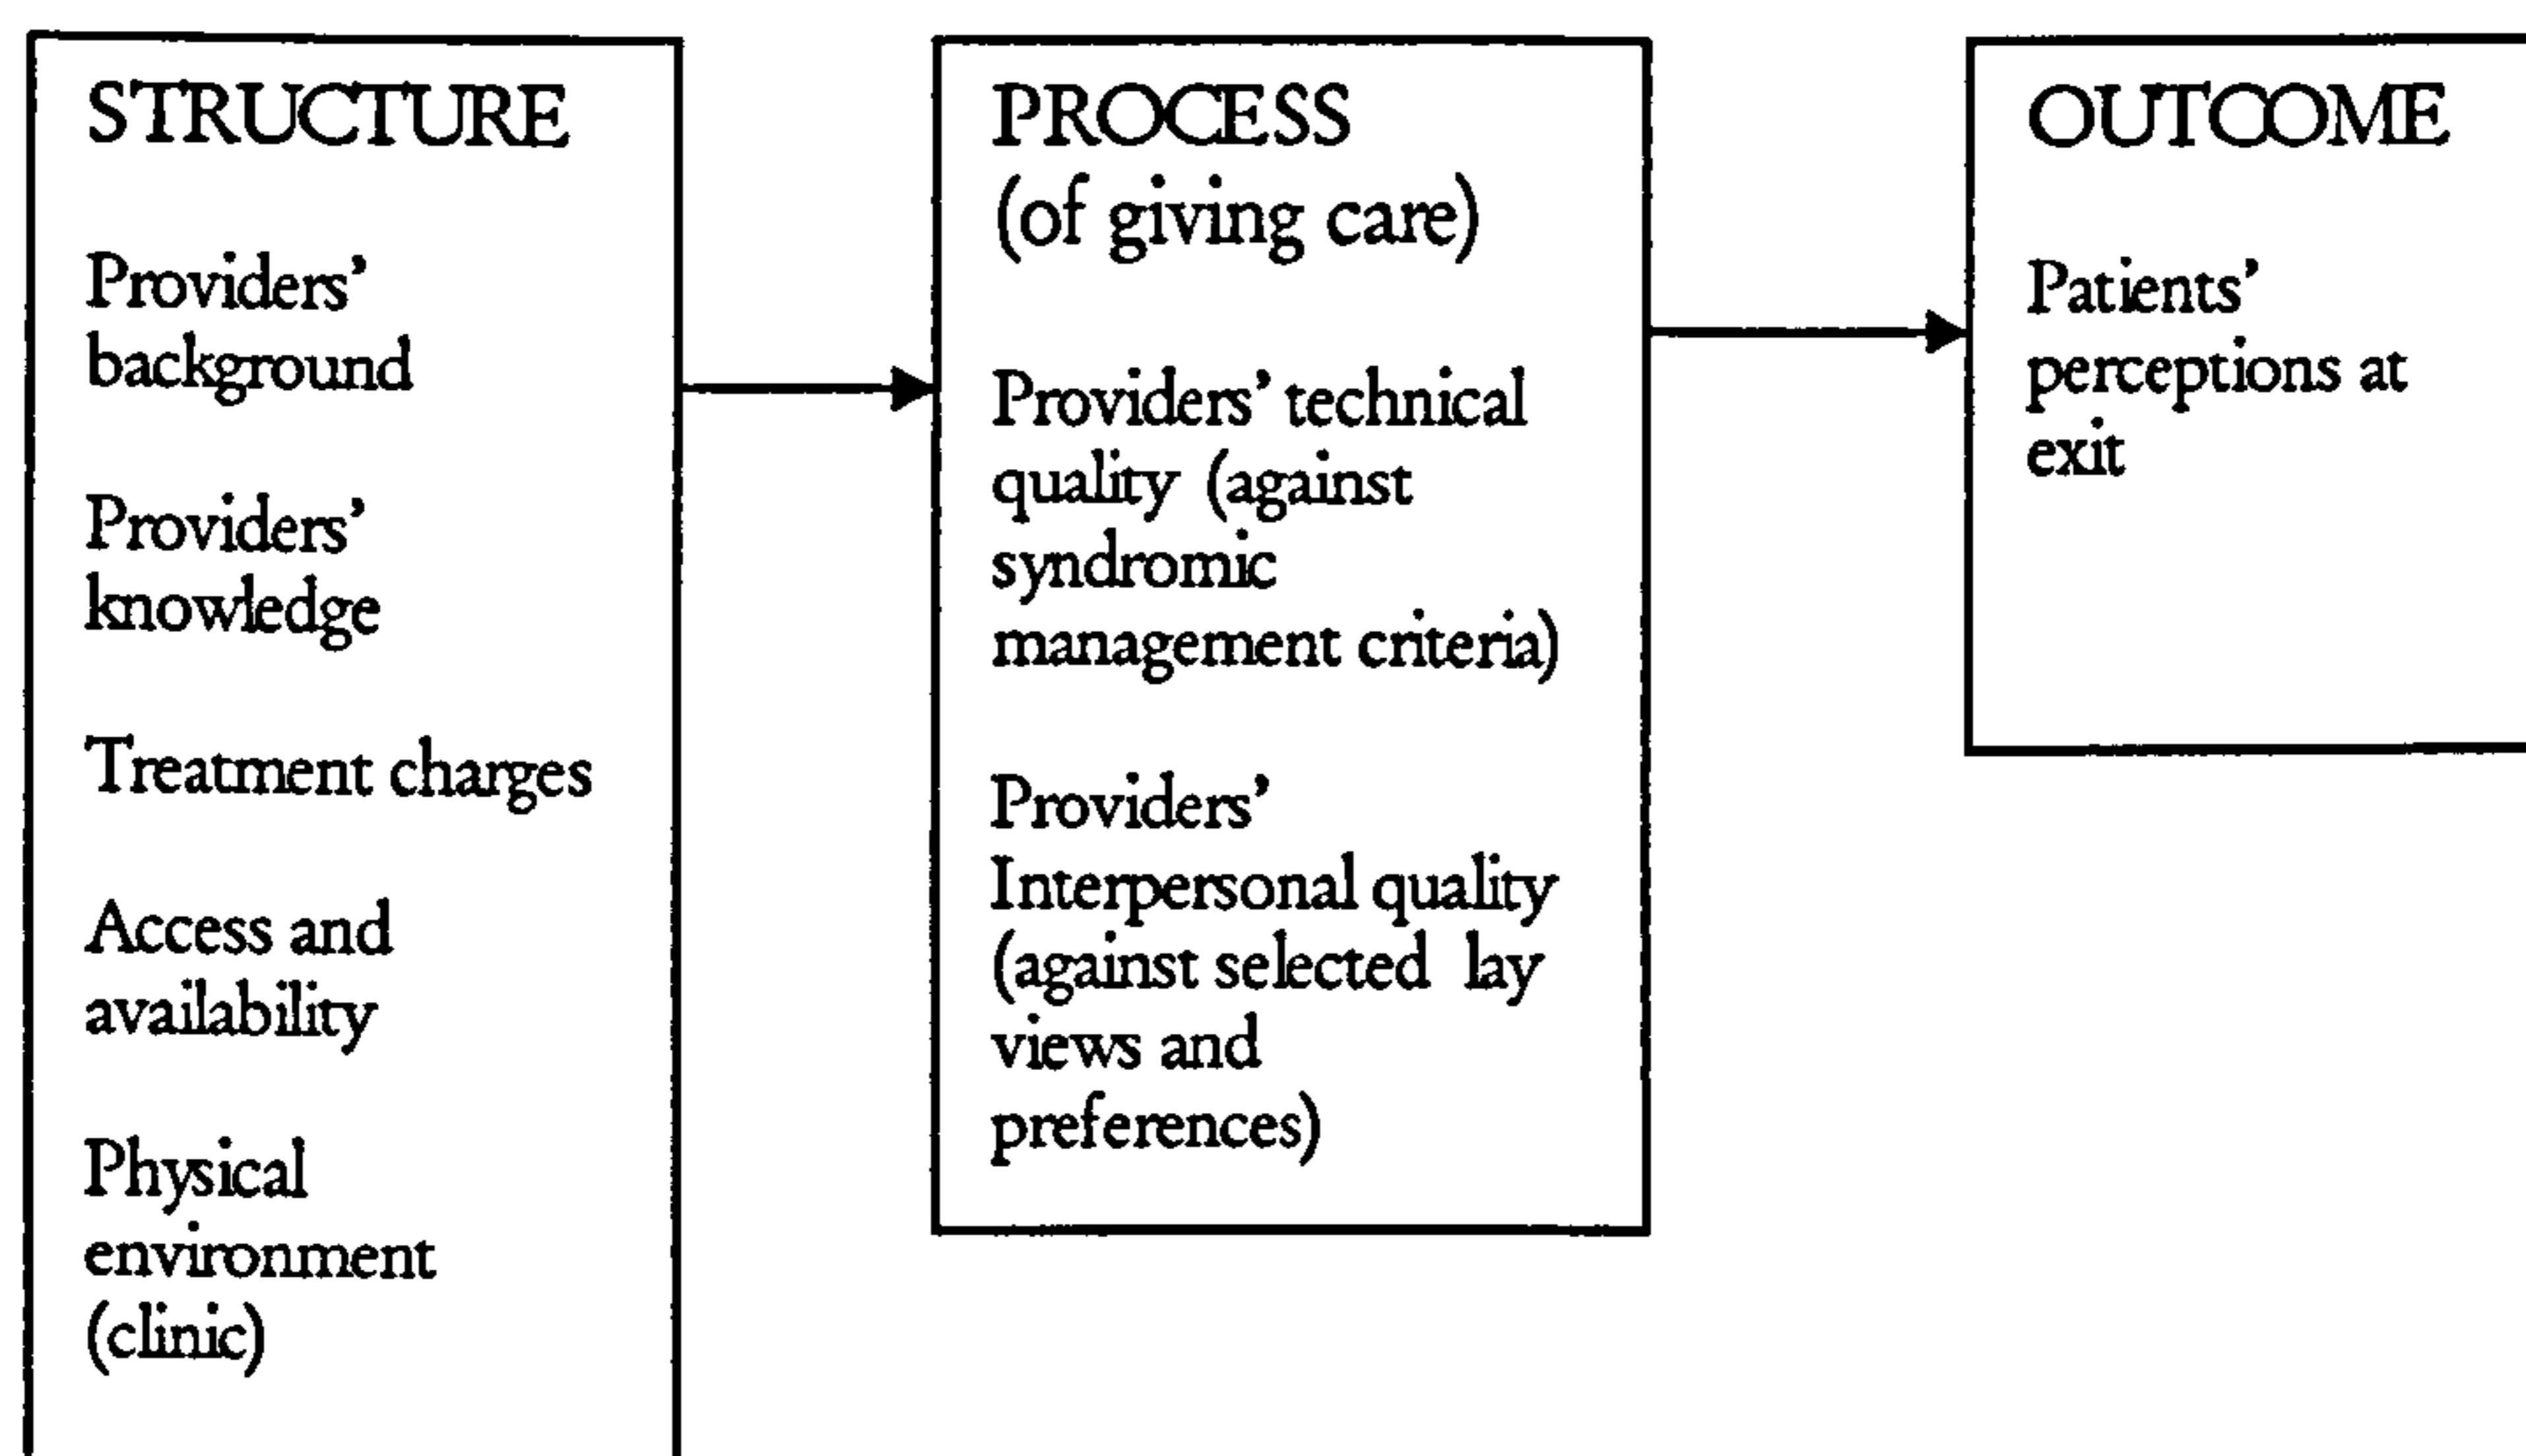 STRUCTURE
Providers’
background
Providers’
knowledge
Treatment charges
Access and
availability
Physical
environment
(clinic)
PROCESS
(of giving care)
Providers’ technical
quality (against
syndromic
management criteria)
Providers’
Interpersonal quality
(against selected lay
views and
preferences)
OUTCOME
Patients’
perceptions at
exit